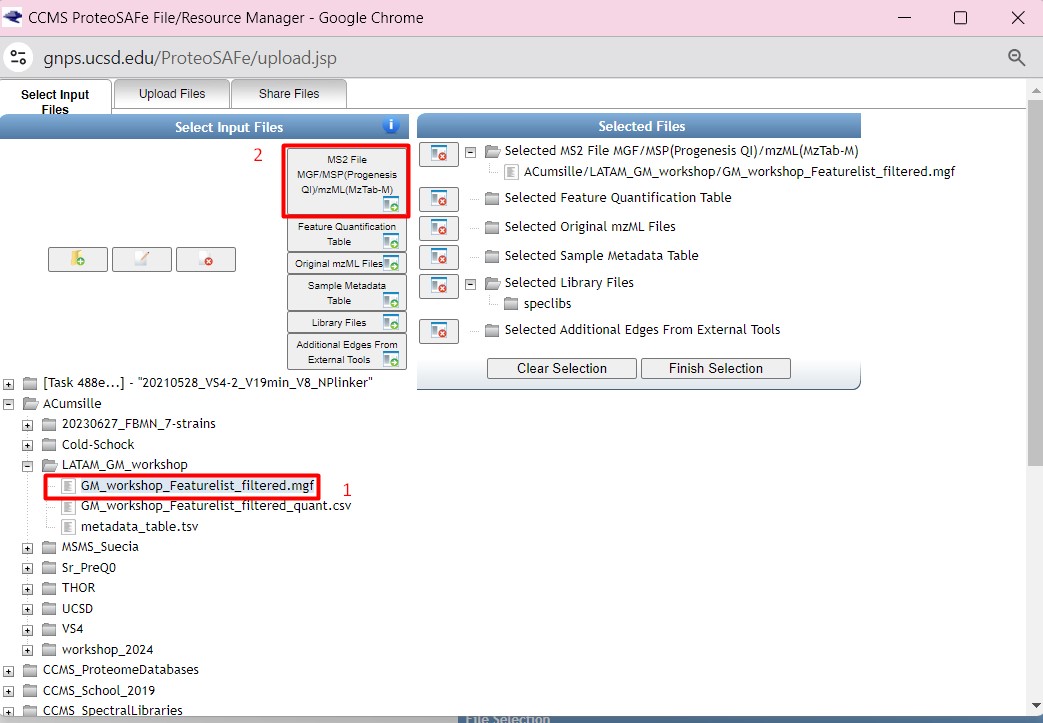 CCMS ProteoSAFe File/Resource Manager - Google Chrome
gnps.ucsd.edu/ProteoSAFe/upload.jsp
Select Input
Files
Upload Files
Share Files
Select Input Files
i
2
MS2 File
MGF/MSP(Progenesis
QI)/mzML(MzTab-M)
Feature Quantification
Table
Original mzML Files
Sample Metadata
Table
Library Files
Additional Edges From
External Tools
[Task 488e...] - "20210528_VS4-2_V19min_V8_NPlinker"
ACumsille
20230627_FBMN_7-strains
Cold-Schock
LATAM_GM_workshop
GM_workshop_Featurelist_filtered.mgf
1
GM_workshop_Featurelist_filtered_quant.csv
metadata_table.tsv
MSMS_Suecia
Sr_PreQ0
THOR
UCSD
VS4
workshop_2024
CCMS_ProteomeDatabases
CCMS_School_2019
CCMS_SpectralLibraries
Selected Files
Selected MS2 File MGF/MSP(Progenesis QI)/mzML(MzTab-M)
ACumsille/LATAM_GM_workshop/GM_workshop_Featurelist_filtered.mgf
Selected Feature Quantification Table
Selected Original mzML Files
Selected Sample Metadata Table
Selected Library Files
speclibs
Selected Additional Edges From External Tools
Clear Selection
Finish Selection
File Selection